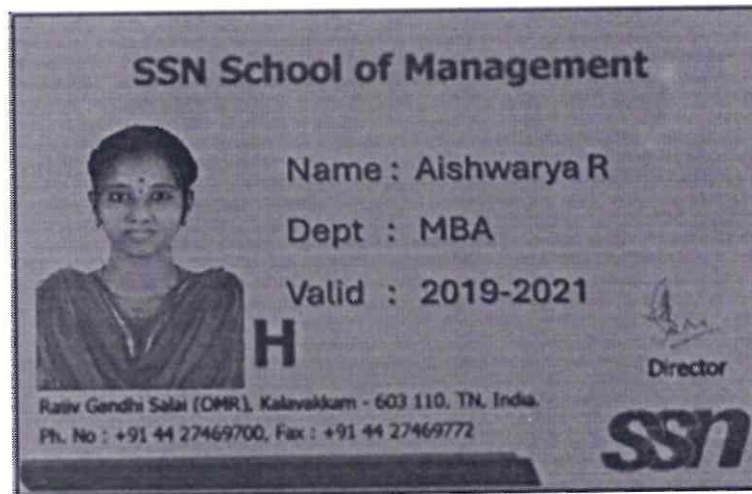 SSN School of Management
Name : Aishwarya R
Dept : MBA
Valid : 2019-2021
H
Director
Rajiv Gandhi Salai (OMR), Kalavakkam - 603 110, TN, India.
Ph. No : +91 44 27469700, Fax : +91 44 27469772
ssn